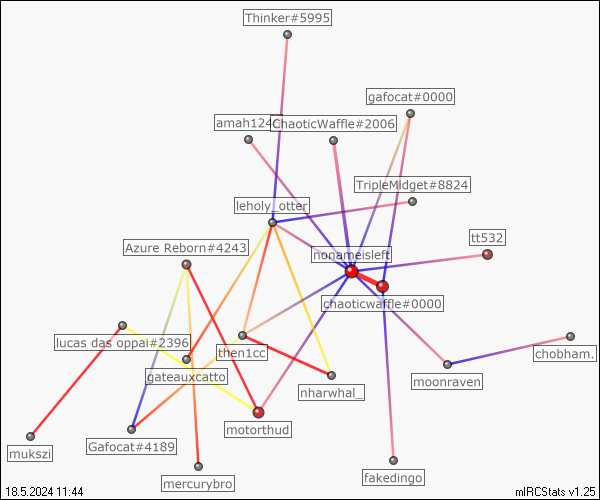 Thinker#5995
gafocat#0000
amah124
ChaoticWaffle#2006
TripleMidget#8824
leholy_otter
tt532
Azure Reborn#4243
nonameisleft
chaoticwaffle#0000
lucas das oppai#2396
then1cc
chobham.
gateauxcatto
moonraven
nharwhal_
motorthud
Gafocat#4189
mukszi
fakedingo
mercurybro
18.5.2024 11:44
mIRCStats v1.25